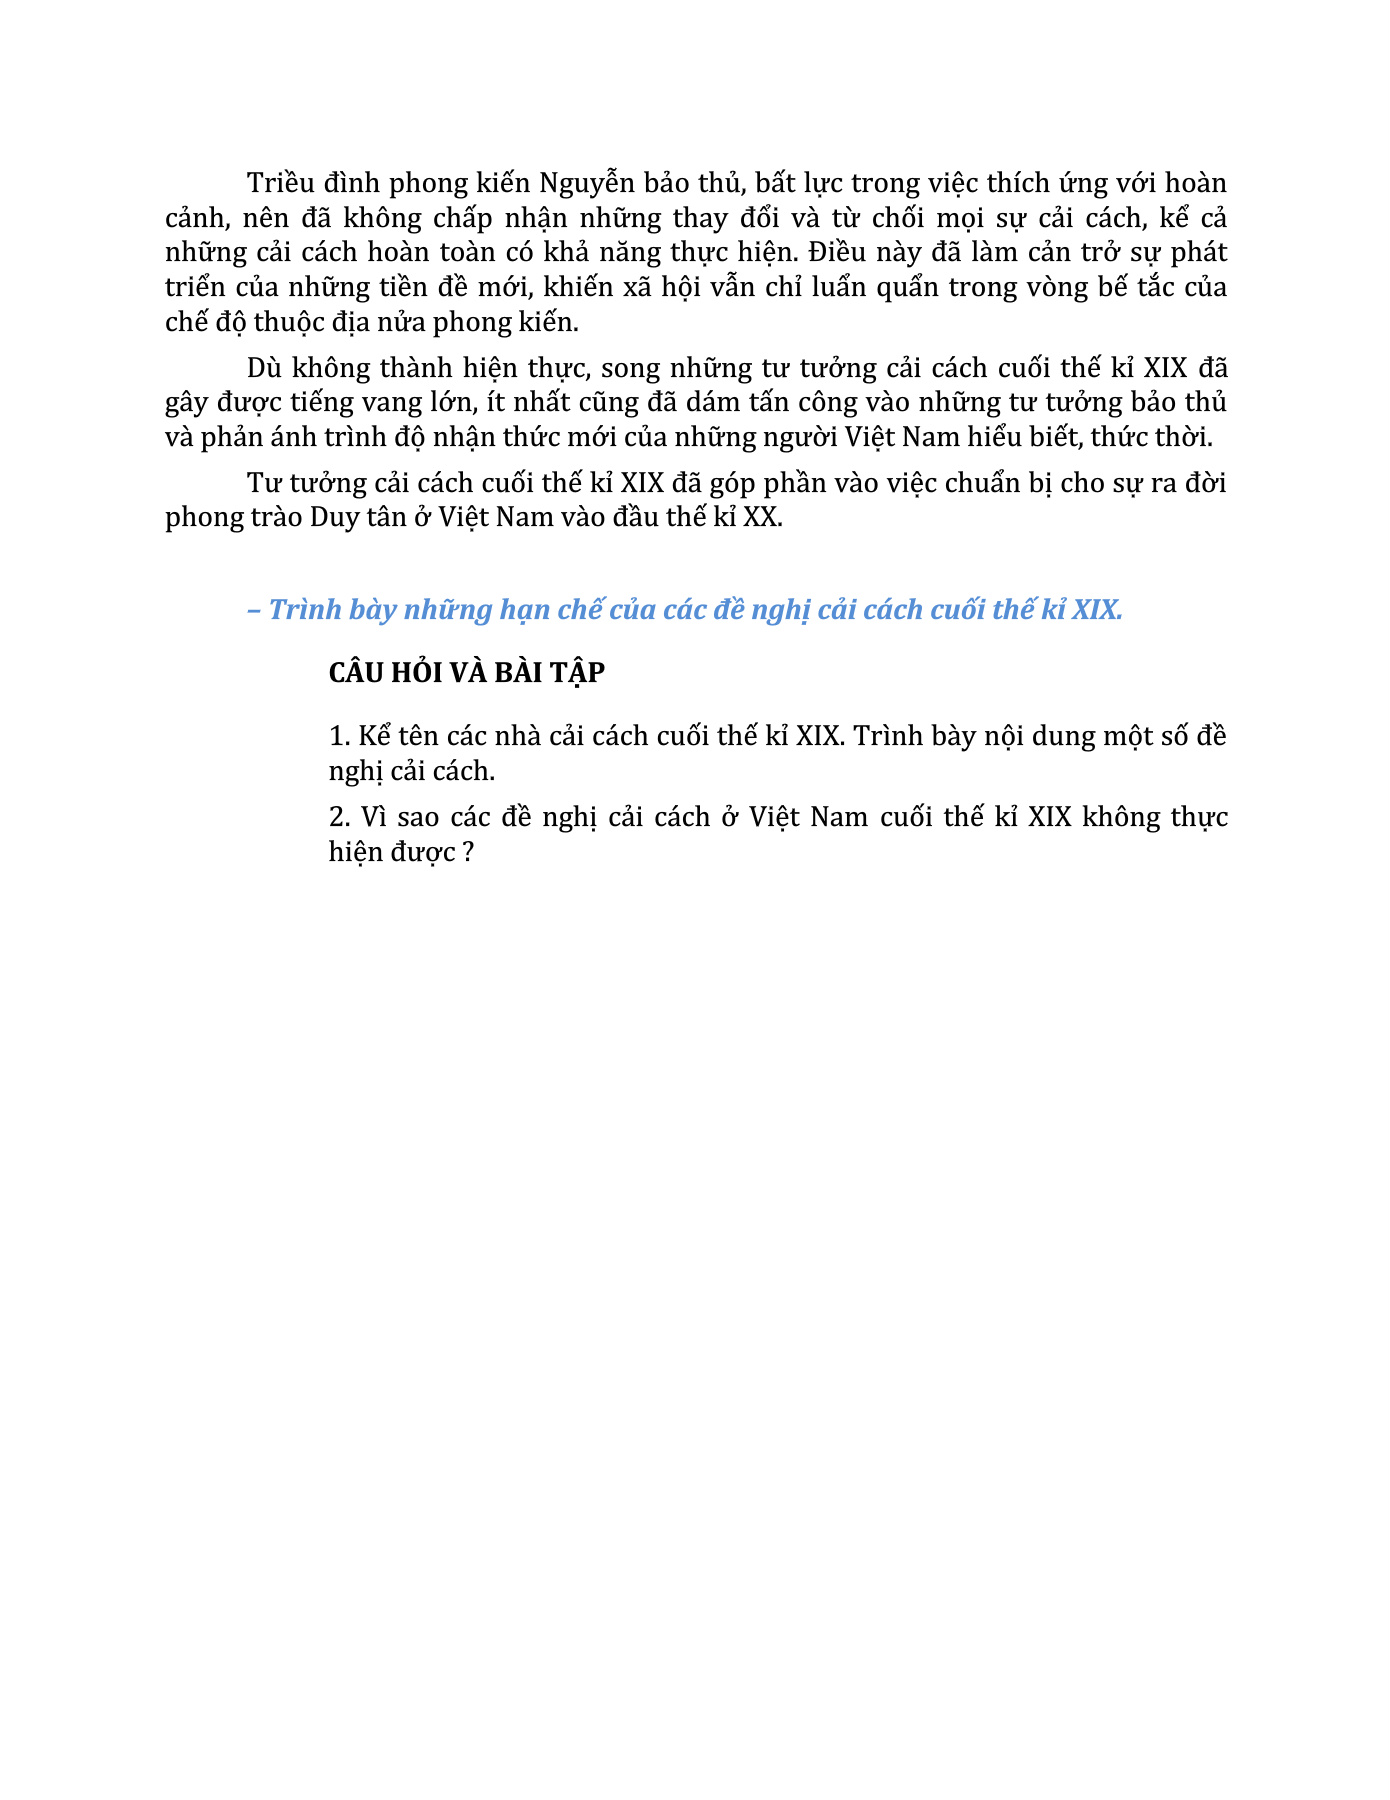 Triều đình phong kiến Nguyễn bảo thủ, bất lực trong việc thích ứng với hoàn
cảnh, nên đã không chấp nhận những thay đổi và từ chối mọi sự cải cách, kể cả
những cải cách hoàn toàn có khả năng thực hiện. Điều này đã làm cản trở sự phát
triển của những tiền đề mới, khiến xã hội vẫn chỉ luẩn quẩn trong vòng bế tắc của
chế độ thuộc địa nửa phong kiến.
Dù không thành hiện thực, song những tư tưởng cải cách cuối thế kỉ XIX đã
gây được tiếng vang lớn, ít nhất cũng đã dám tấn công vào những tư tưởng bảo thủ
và phản ánh trình độ nhận thức mới của những người Việt Nam hiểu biết, thức thời.
Tư tưởng cải cách cuối thế kỉ XIX đã góp phần vào việc chuẩn bị cho sự ra đời
phong trào Duy tân ở Việt Nam vào đầu thế kỉ XX.
– Trình bày những hạn chế của các đề nghị cải cách cuối thế kỉ XIX.
CÂU HỎI VÀ BÀI TẬP
1. Kể tên các nhà cải cách cuối thế kỉ XIX. Trình bày nội dung một số đề
nghị cải cách.
2. Vì sao các đề nghị cải cách ở Việt Nam cuối thế kỉ XIX không thực
hiện được ?